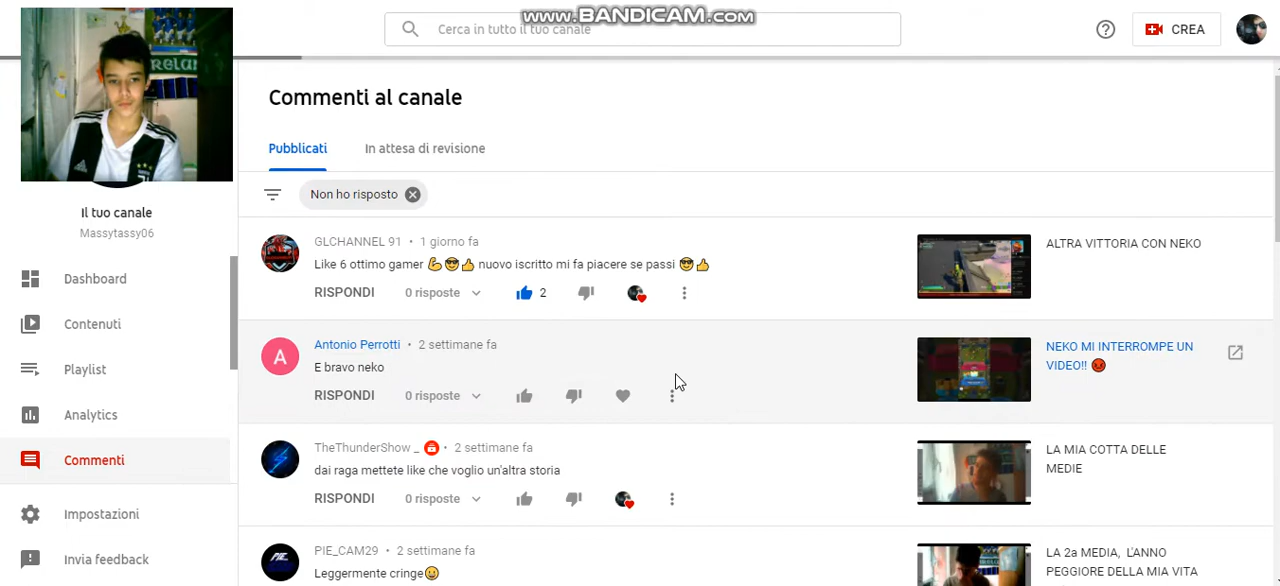 www.BANDICAM.com
Cerca in tutto il tuo canale
CREA
Il tuo canale
Massytassy06
Dashboard
Contenuti
Playlist
Analytics
Commenti
Impostazioni
Invia feedback
Commenti al canale
Pubblicati
In attesa di revisione
Non ho risposto
GLCHANNEL 91 • 1 giorno fa
Like 6 ottimo gamer 💪😎👍 nuovo iscritto mi fa piacere se passi 😎👍
RISPONDI 0 risposte 2
ALTRA VITTORIA CON NEKO
Antonio Perrotti • 2 settimane fa
E bravo neko
RISPONDI 0 risposte
NEKO MI INTERROMPE UN
VIDEO!! 😡
TheThunderShow _ • 2 settimane fa
dai raga mettete like che voglio un'altra storia
RISPONDI 0 risposte
LA MIA COTTA DELLE
MEDIE
PIE_CAM29 • 2 settimane fa
Leggermente cringe😀
LA 2a MEDIA, L'ANNO
PEGGIORE DELLA MIA VITA